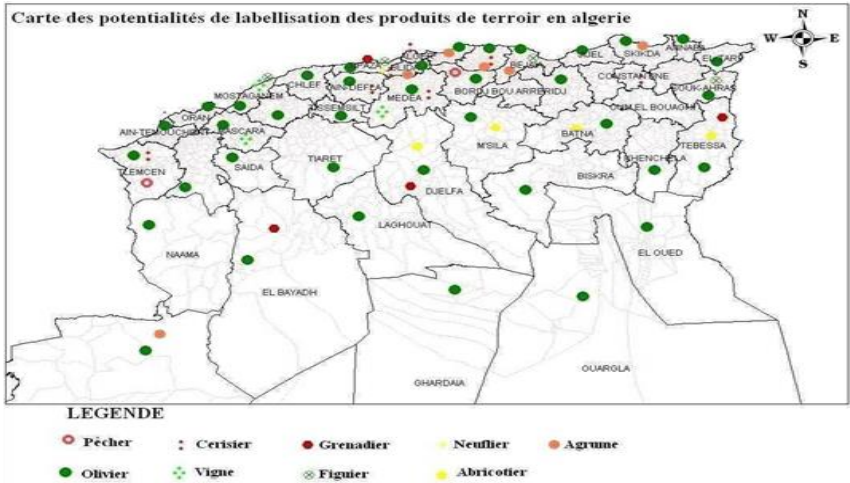 Carte des potentialités de labellisation des produits de terroir en algerie
N
W E
S
SKIKDA
ANNABA
CHLEF
AIN-DEFLA
MEDEA
BORDJ BOU ARRERIDJ
CONSTANTINE
SOUK-AHRAS
MOSTAGANEM
ORAN
TISSEMSILT
OUM EL BOUAGHI
AIN-TEMOUCHENT
MASCARA
TIARET
M'SILA
BATNA
TEBESSA
KHENCHELA
TLEMCEN
SAIDA
DJELFA
BISKRA
LAGHOUAT
NAAMA
EL OUED
EL BAYADH
GHARDAIA
OUARGLA
LEGENDE
Pêcher Cerisier Grenadier Neuflier Agrume
Olivier Vigne Figuier Abricotier